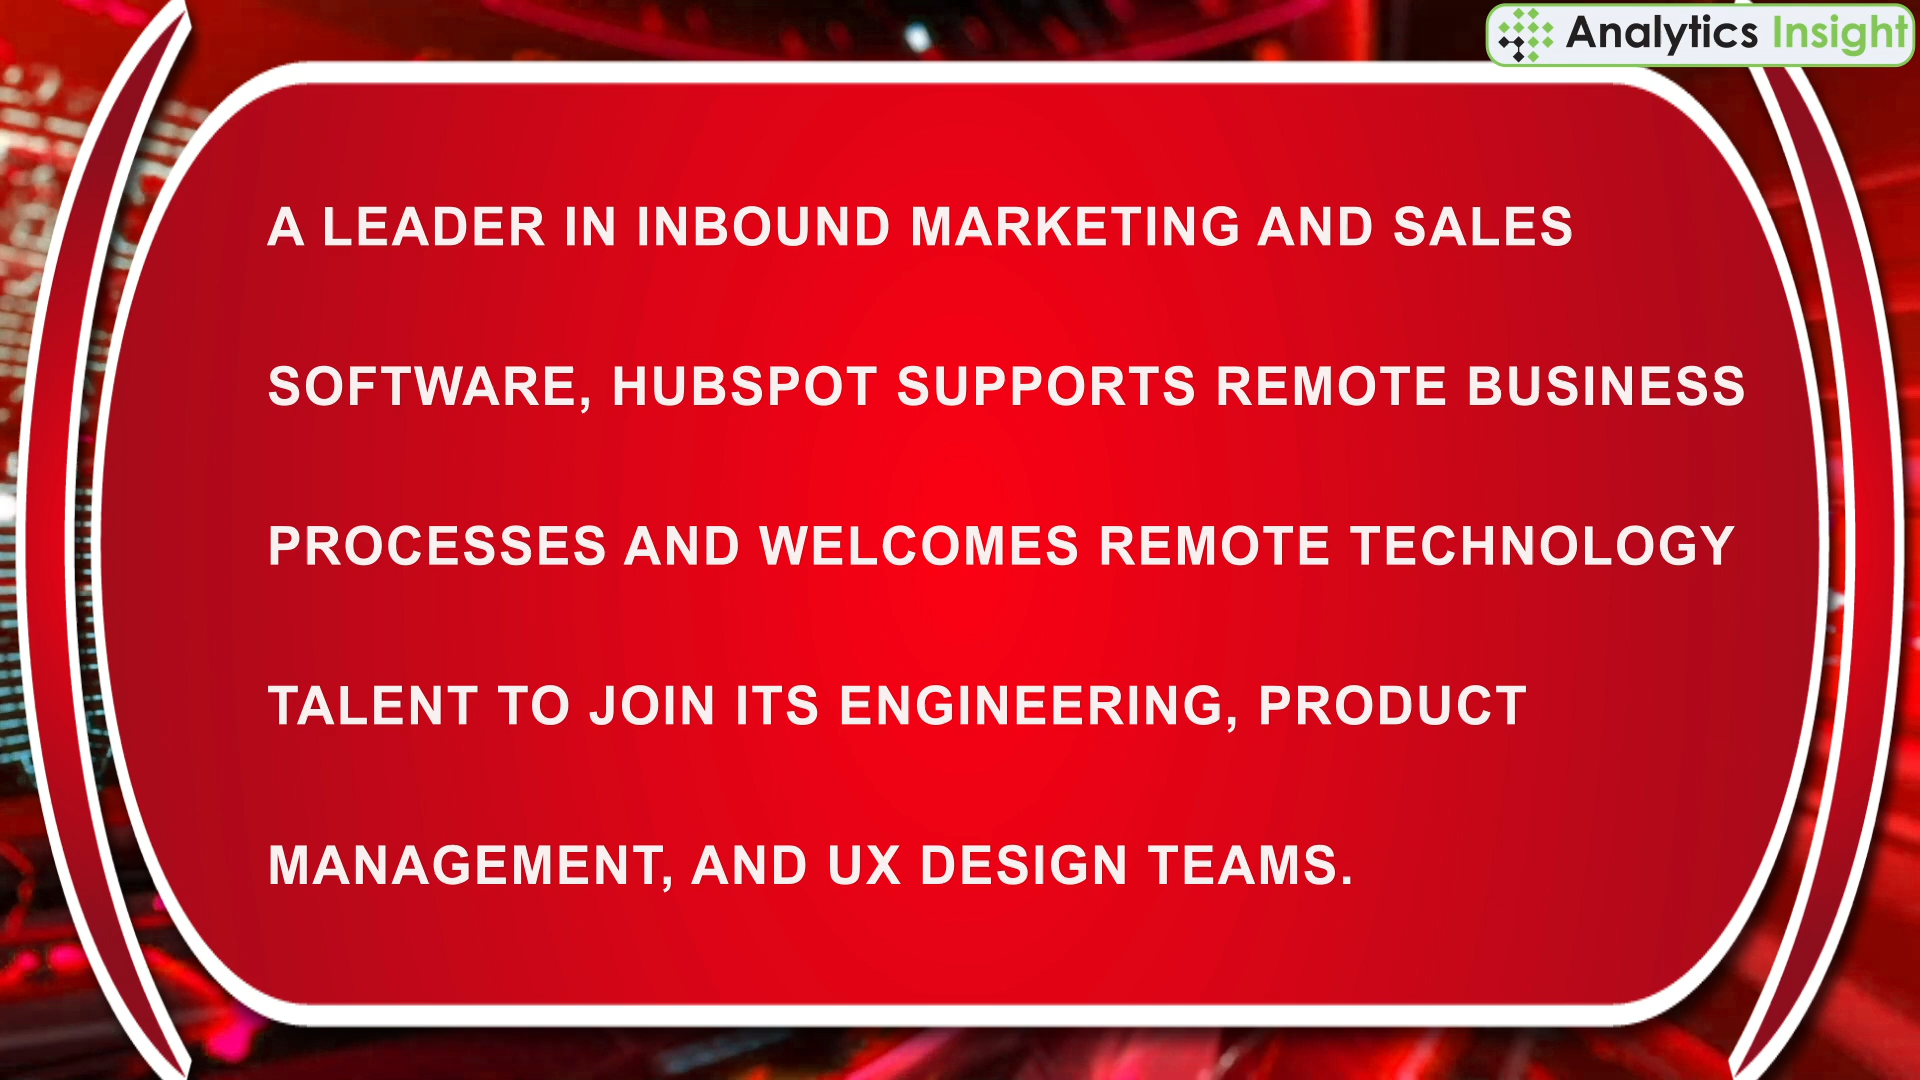 Analytics Insight
A LEADER IN INBOUND MARKETING AND SALES
SOFTWARE, HUBSPOT SUPPORTS REMOTE BUSINESS
PROCESSES AND WELCOMES REMOTE TECHNOLOGY
TALENT TO JOIN ITS ENGINEERING, PRODUCT
MANAGEMENT, AND UX DESIGN TEAMS.